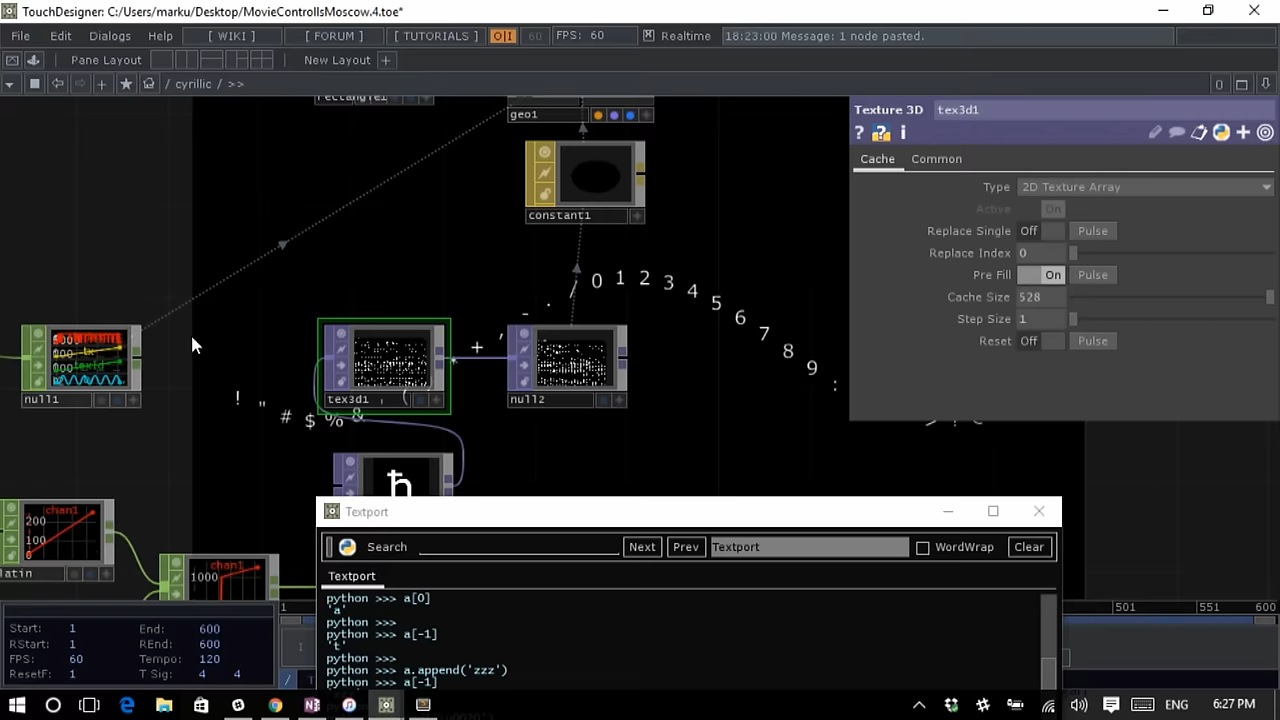 TouchDesigner: C:/Users/marku/Desktop/MovieControllsMoscow.4.toe*
File Edit Dialogs Help [ WIKI ] [ FORUM ] [ TUTORIALS ] O|I 60 FPS: 60 Realtime 18:23:00 Message: 1 node pasted.
Pane Layout New Layout +
/ cyrillic / >>
rectangle1
geo1
Texture 3D tex3d1
Cache Common
Type 2D Texture Array
Active On
Replace Single Off Pulse
Replace Index 0
Pre Fill On Pulse
Cache Size 528
Step Size 1
Reset Off Pulse
constant1
! " # $ % & ( , + , - . / 0 1 2 3 4 5 6 7 8 9 :
null1
tex3d1
null2
ћ
chan1
200
100
latin
chan1
1000
Textport
Search Next Prev Textport WordWrap Clear
Textport
python >>> a[0]
'a'
python >>>
python >>> a[-1]
't'
python >>>
python >>> a.append('zzz')
python >>> a[-1]
1 501 551 600
Start: 1 End: 600
RStart: 1 REnd: 600
FPS: 60 Tempo: 120
ResetF: 1 T Sig: 4 4
ENG 6:27 PM